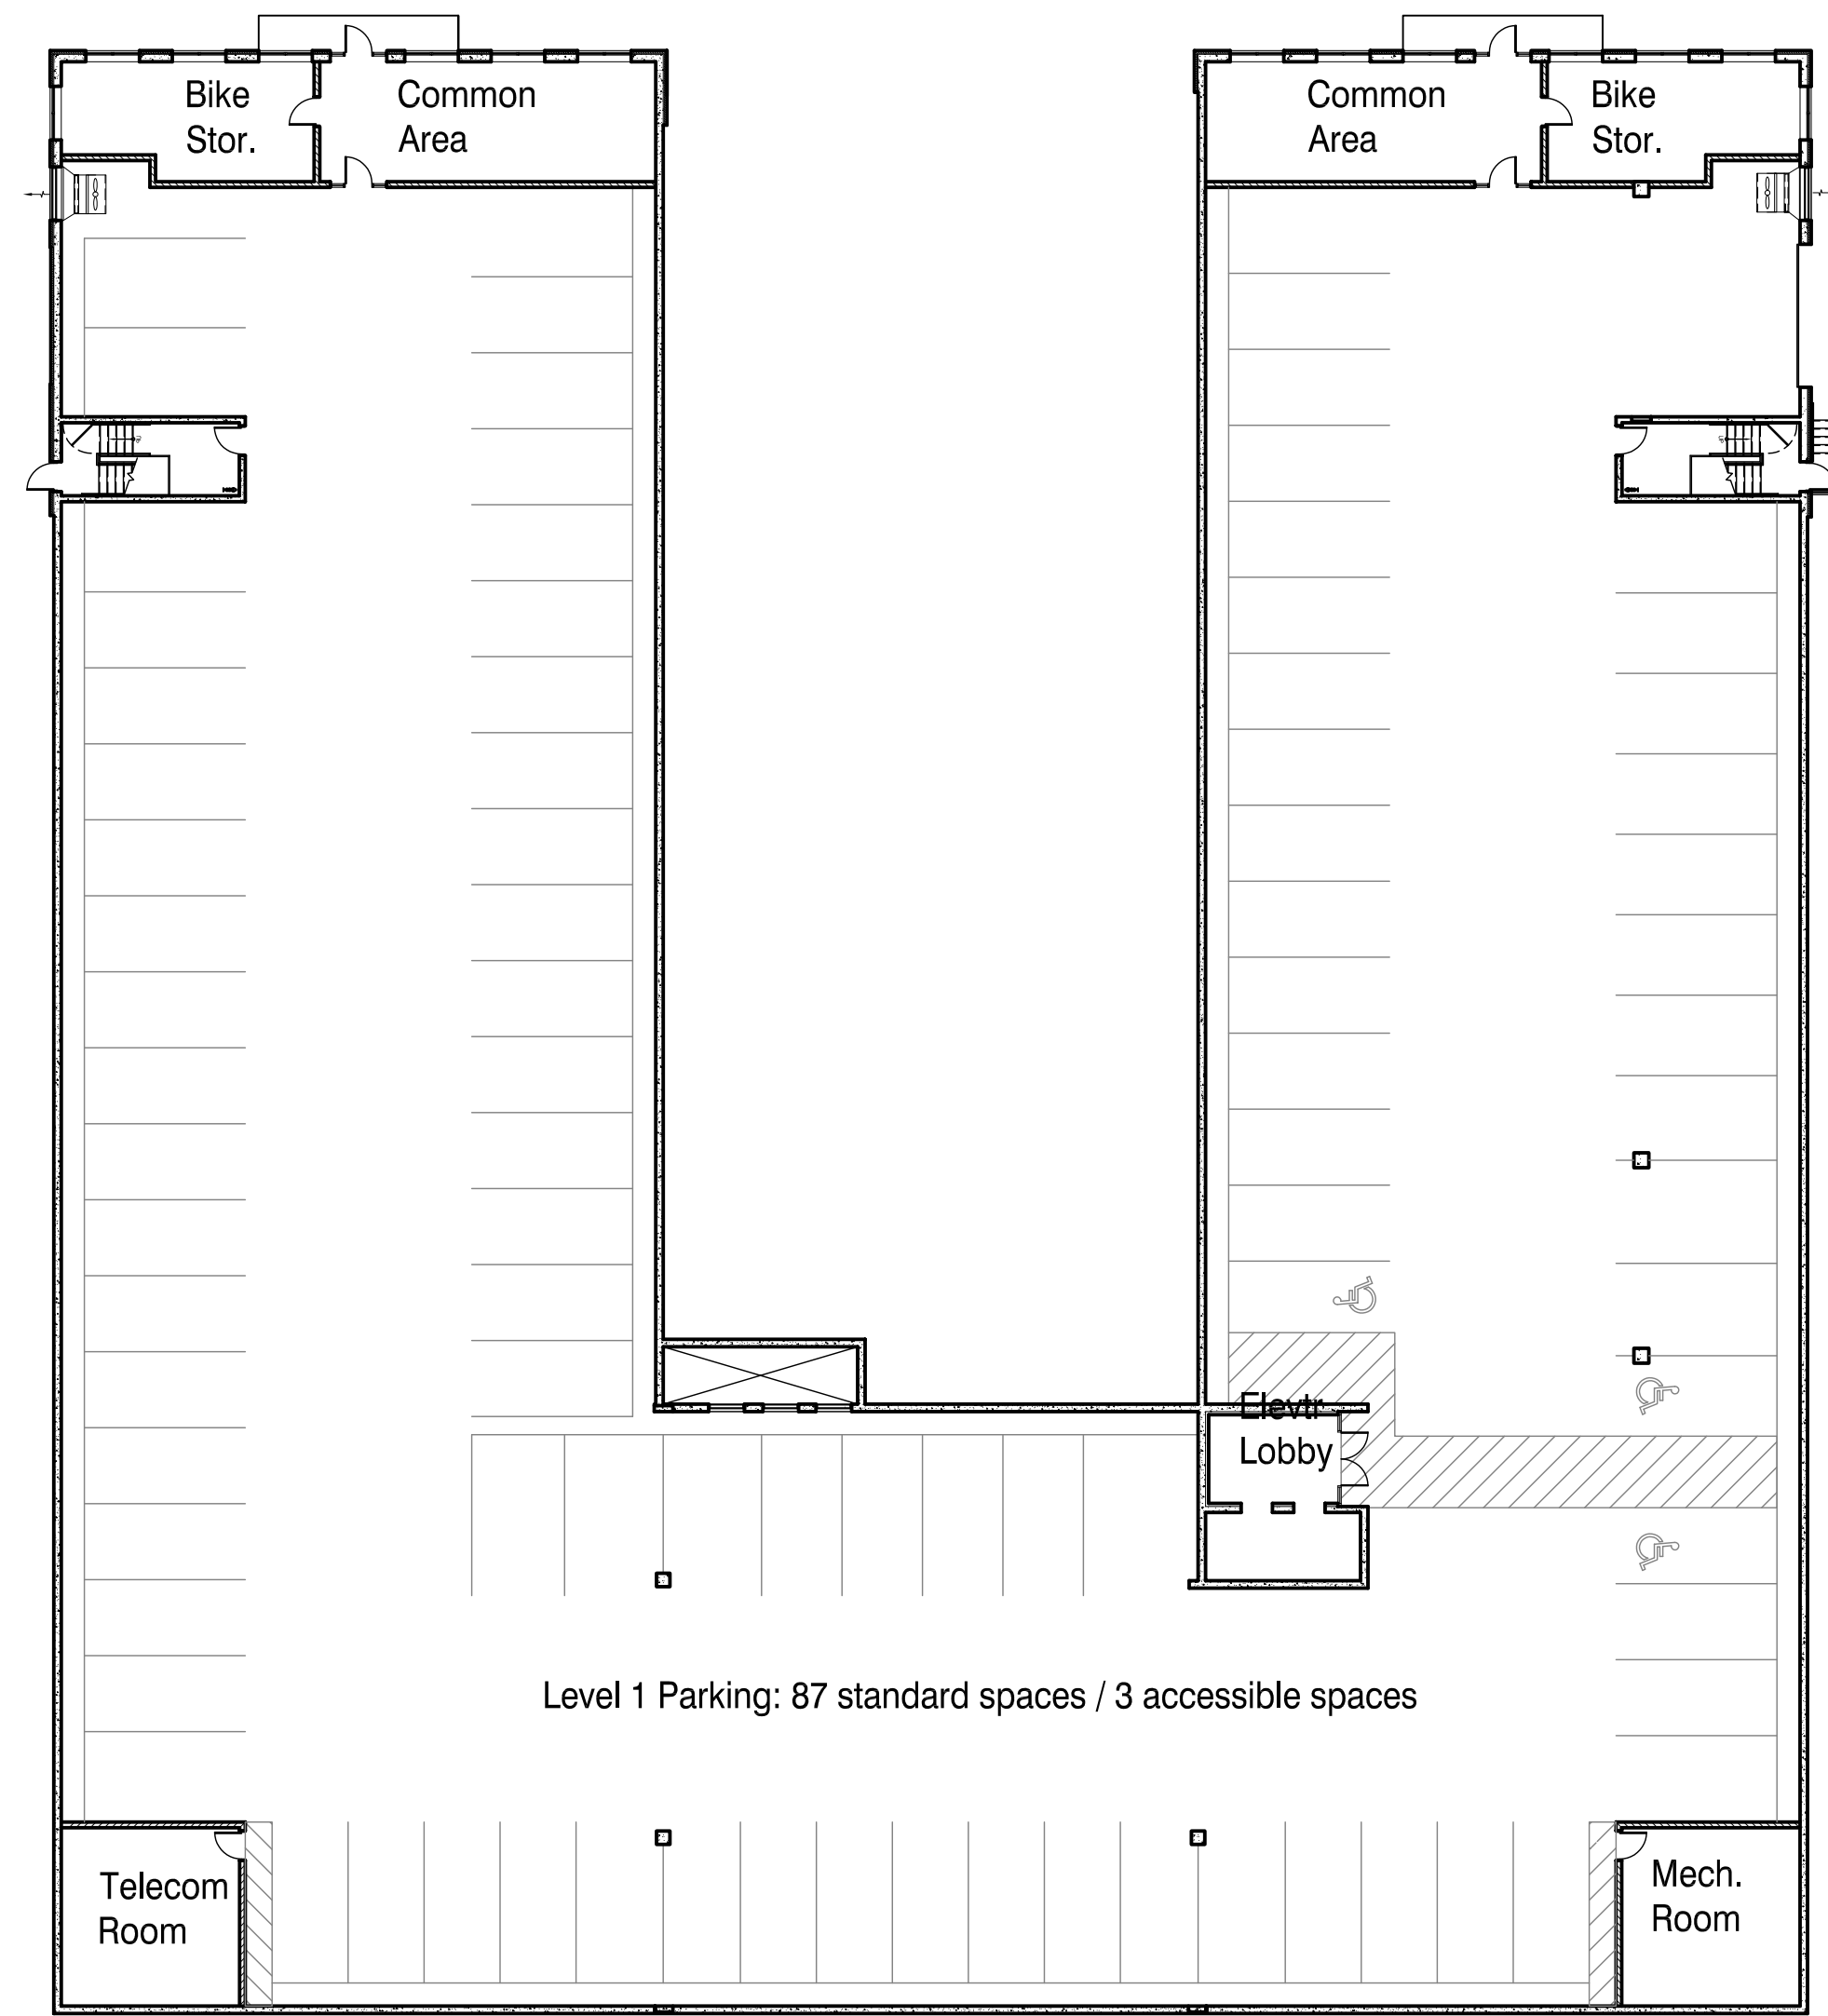 Bike
Stor.
Common
Area
Common
Area
Bike
Stor.
Elevtr
Lobby
Level 1 Parking: 87 standard spaces / 3 accessible spaces
Telecom
Room
Mech.
Room